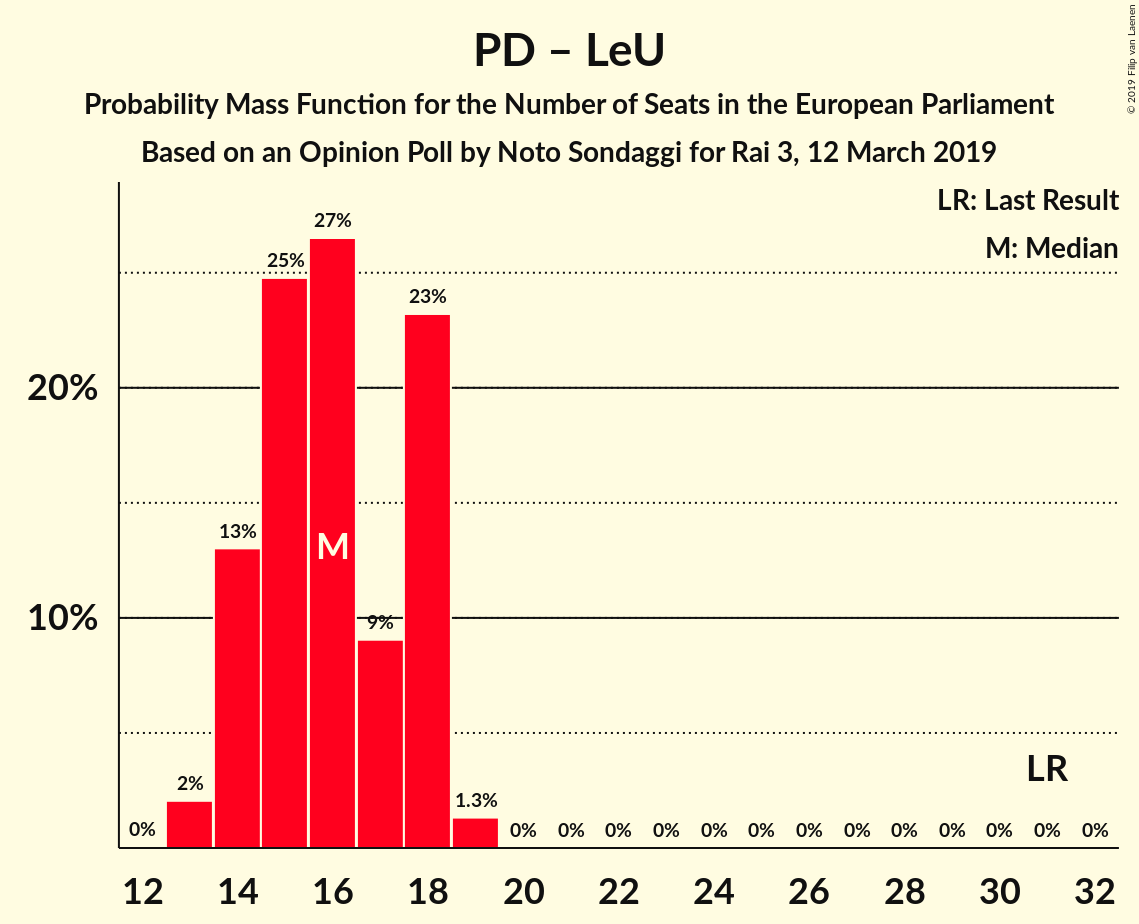 PD – LeU
Probability Mass Function for the Number of Seats in the European Parliament
Based on an Opinion Poll by Noto Sondaggi for Rai 3, 12 March 2019
© 2019 Filip van Laenen
LR: Last Result
M: Median
27%
25%
23%
20%
13%
M
10%
9%
LR
2%
1.3%
0% 0% 0% 0% 0% 0% 0% 0% 0% 0% 0% 0% 0% 0%
12 14 16 18 20 22 24 26 28 30 32